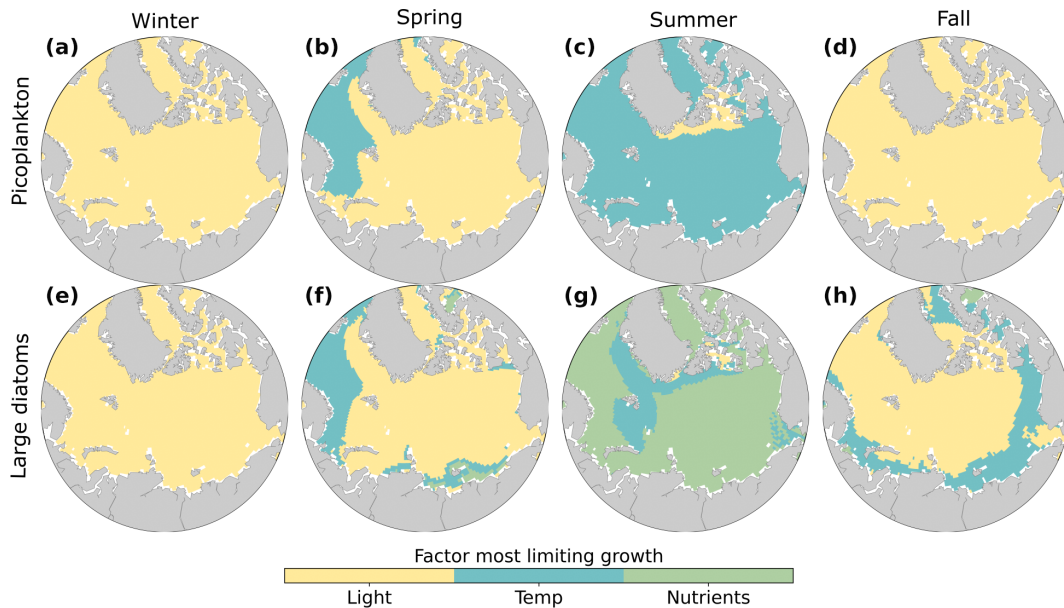 Winter
Spring
Summer
Fall
(a)
(b)
(c)
(d)
Picoplankton
(e)
(f)
(g)
(h)
Large diatoms
Factor most limiting growth
Light
Temp
Nutrients